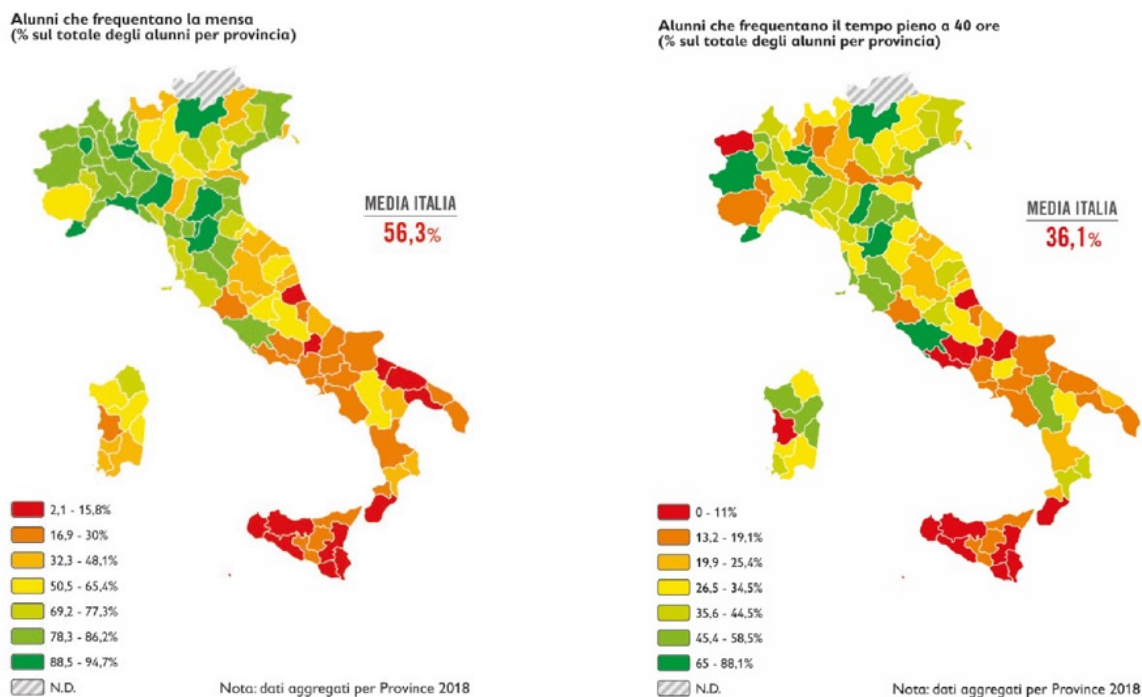 Alunni che frequentano la mensa
(% sul totale degli alunni per provincia)
MEDIA ITALIA
56,3%
2,1 - 15,8%
16,9 - 30%
32,3 - 48,1%
50,5 - 65,4%
69,2 - 77,3%
78,3 - 86,2%
88,5 - 94,7%
N.D.
Nota: dati aggregati per Province 2018
Alunni che frequentano il tempo pieno a 40 ore
(% sul totale degli alunni per provincia)
MEDIA ITALIA
36,1%
0 - 11%
13,2 - 19,1%
19,9 - 25,4%
26,5 - 34,5%
35,6 - 44,5%
45,4 - 58,5%
65 - 88,1%
N.D.
Nota: dati aggregati per Province 2018